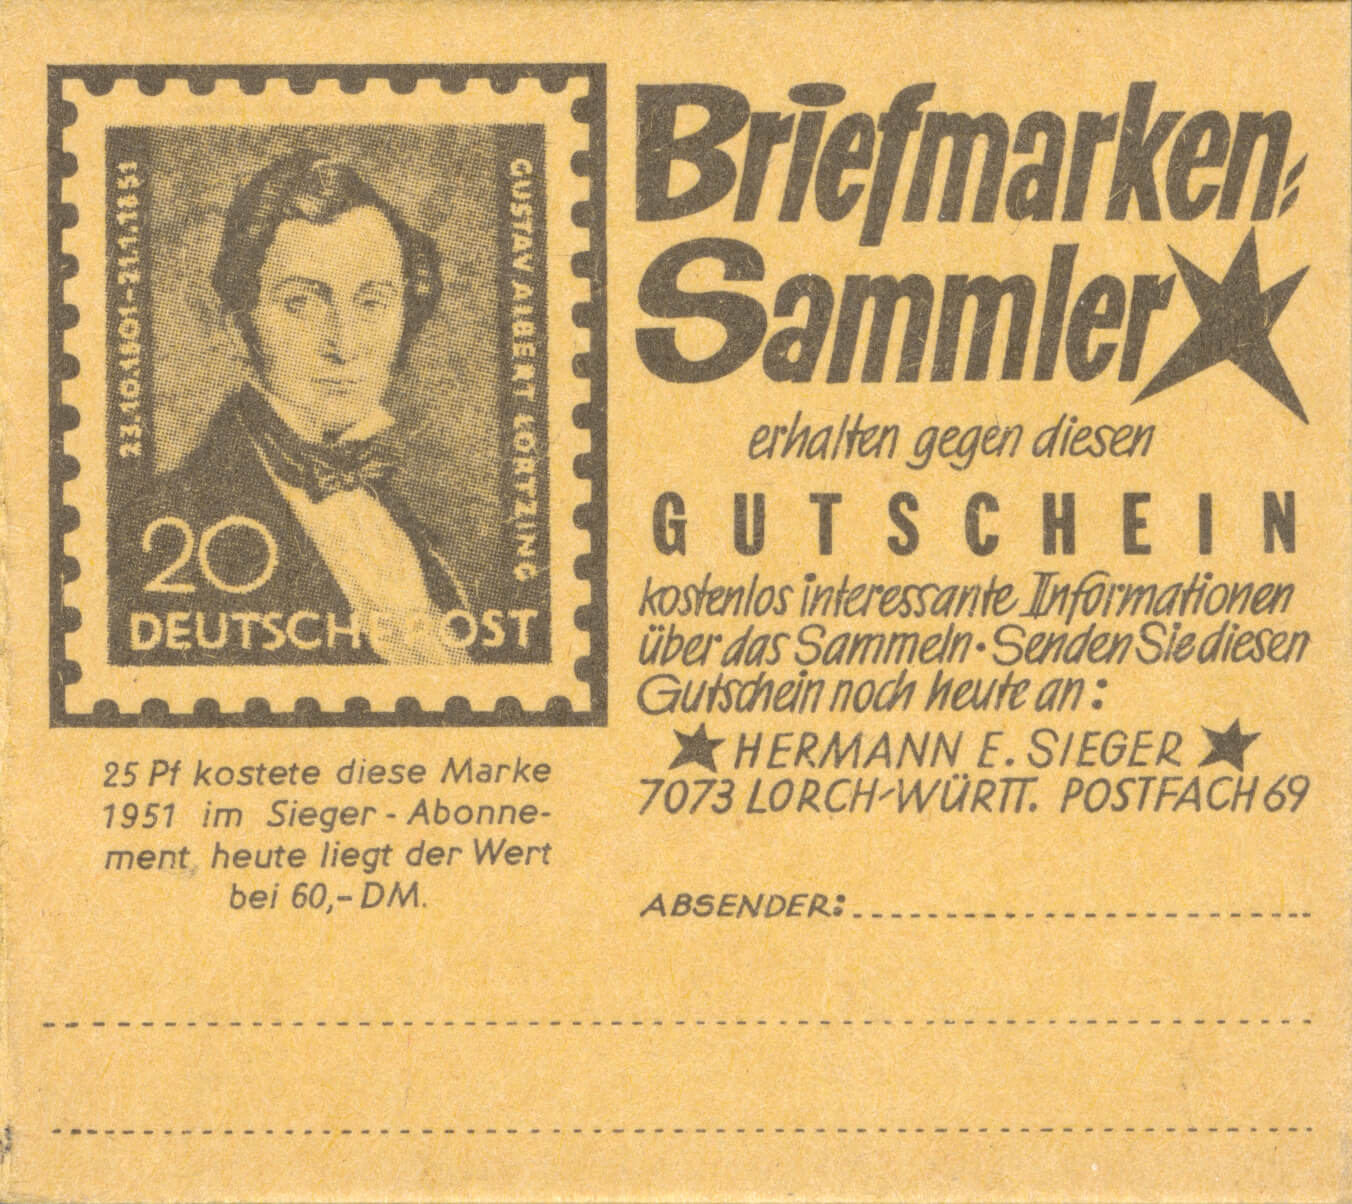 23.10.1801-21.1.1851
GUSTAV ALBERT LORTZING
20
DEUTSCHE POST
25 Pf kostete diese Marke
1951 im Sieger-Abonne-
ment, heute liegt der Wert
bei 60,- DM.
Briefmarken=
Sammler
erhalten gegen diesen
GUTSCHEIN
kostenlos interessante Informationen
über das Sammeln · Senden Sie diesen
Gutschein noch heute an:
HERMANN E. SIEGER
7073 LORCH-WÜRTT. POSTFACH 69
ABSENDER: